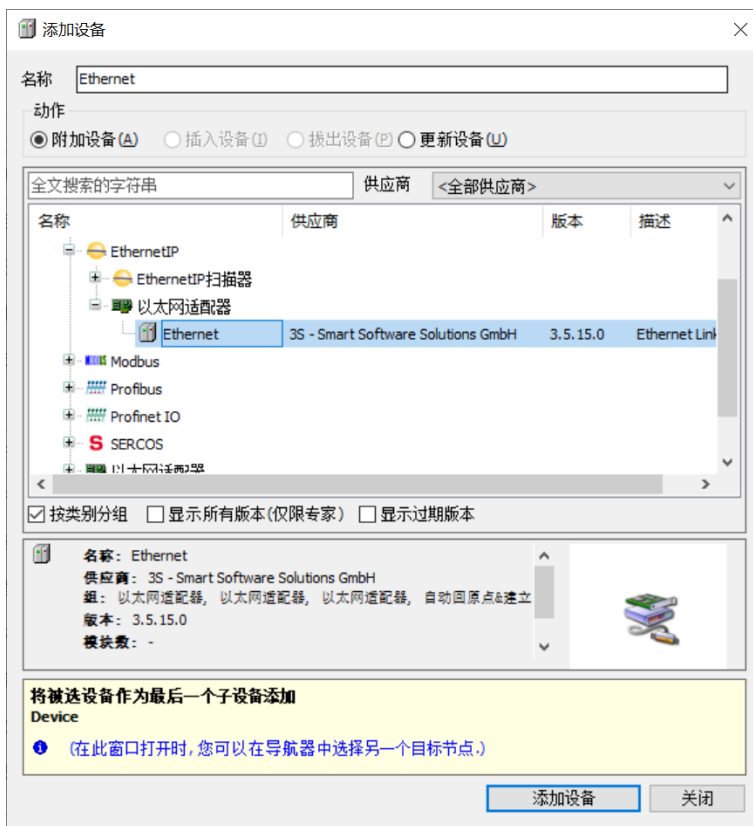 添加设备
名称 Ethernet
动作
附加设备(A) 插入设备(I) 拔出设备(P) 更新设备(U)
全文搜索的字符串 供应商 <全部供应商>
名称 供应商 版本 描述
EthernetIP
EthernetIP扫描器
以太网适配器
Ethernet 3S - Smart Software Solutions GmbH 3.5.15.0 Ethernet Link
Modbus
Profibus
Profinet IO
S SERCOS
以太网适配器
按类别分组 显示所有版本(仅限专家) 显示过期版本
名称: Ethernet
供应商: 3S - Smart Software Solutions GmbH
组: 以太网适配器, 以太网适配器, 以太网适配器, 自动回原点&建立
版本: 3.5.15.0
模块数: -
将被选设备作为最后一个子设备添加
Device
(在此窗口打开时, 您可以在导航器中选择另一个目标节点.)
添加设备 关闭